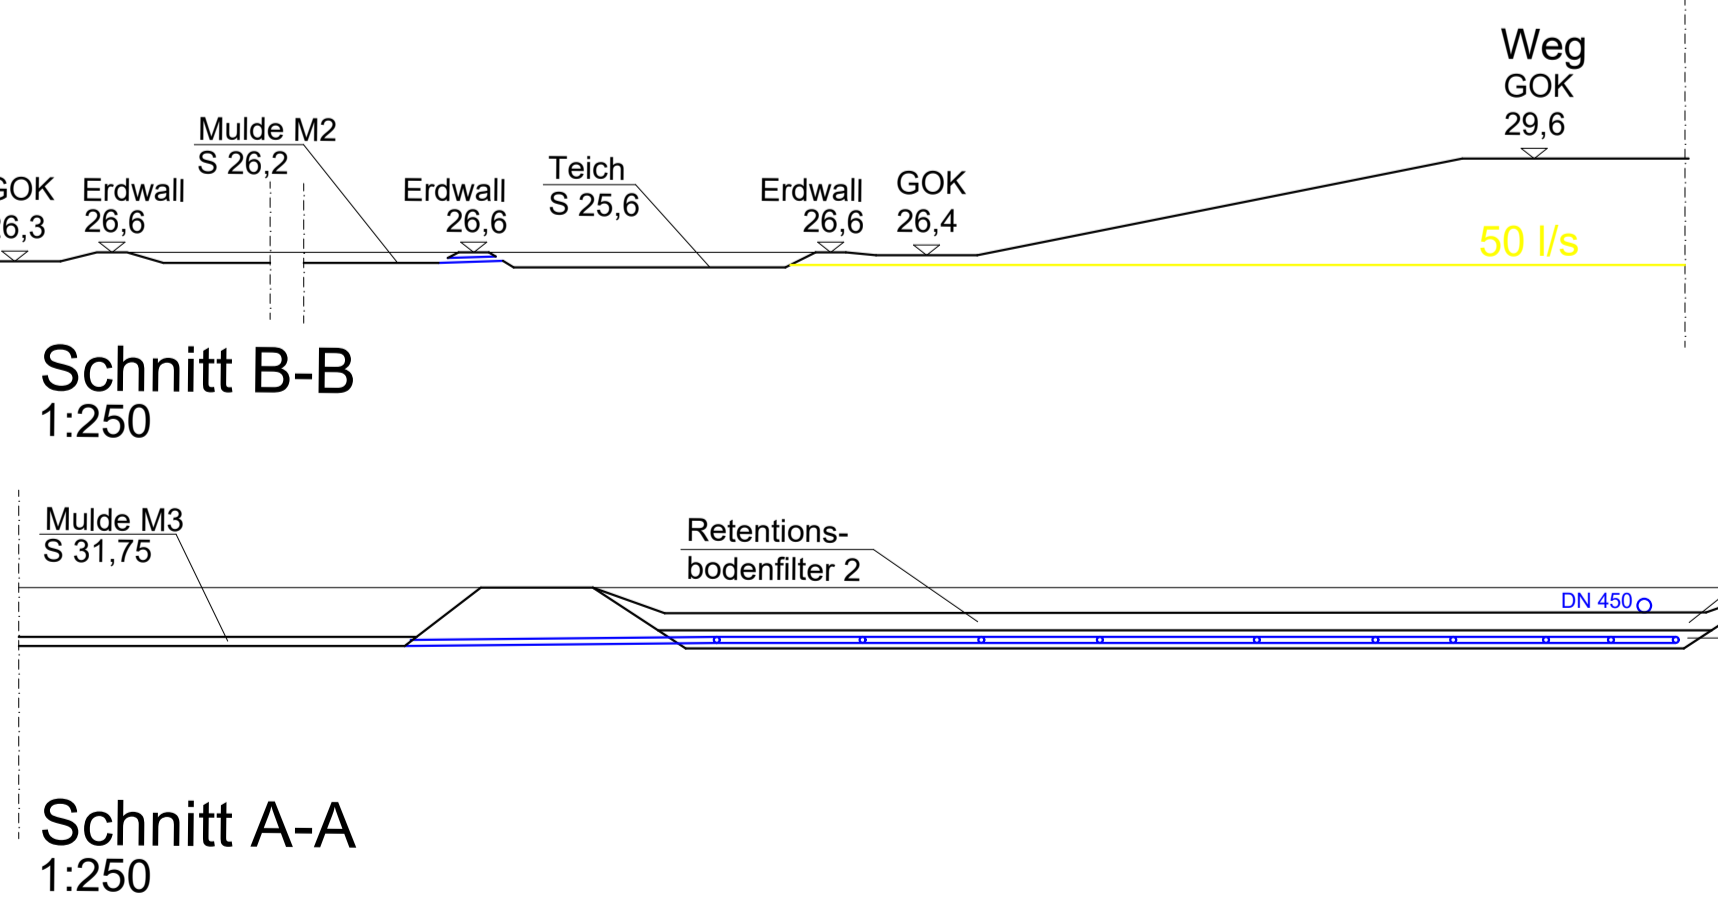 Weg
GOK
29,6
Mulde M2
S 26,2
Teich
S 25,6
GOK
26,3
Erdwall
26,6
Erdwall
26,6
Erdwall
26,6
GOK
26,4
50 l/s
Schnitt B-B
1:250
Mulde M3
S 31,75
Retentions-
bodenfilter 2
DN 450
Schnitt A-A
1:250